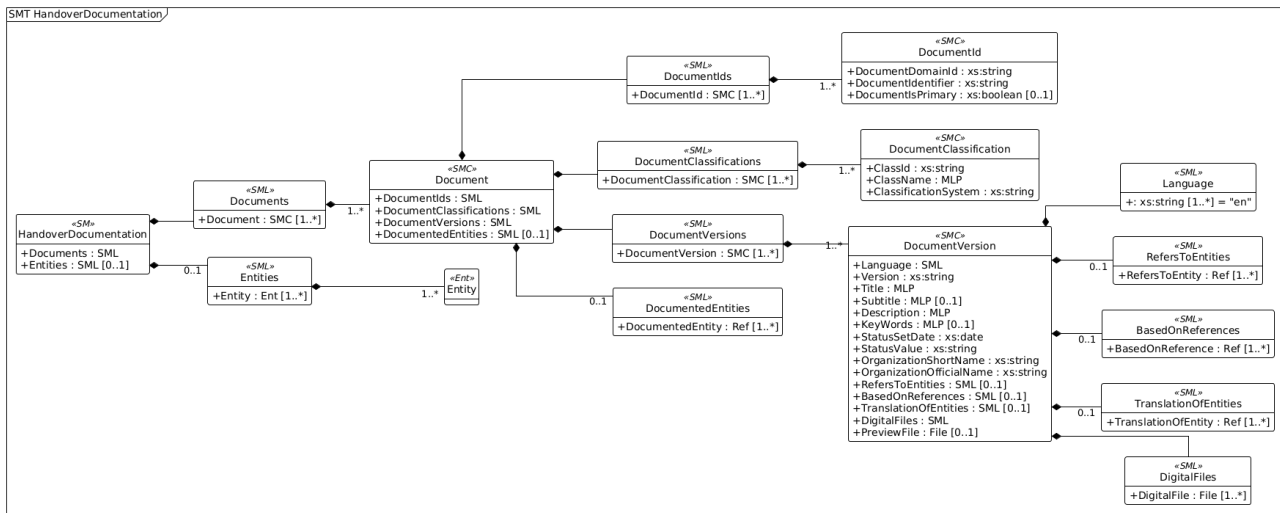 SMT HandoverDocumentation
«SM»
HandoverDocumentation
+Documents : SML
+Entities : SML [0..1]
«SML»
Documents
+Document : SMC [1..*]
1..*
0..1
«SML»
Entities
+Entity : Ent [1..*]
1..*
«Ent»
Entity
«SMC»
Document
+DocumentIds : SML
+DocumentClassifications : SML
+DocumentVersions : SML
+DocumentedEntities : SML [0..1]
«SML»
DocumentIds
+DocumentId : SMC [1..*]
1..*
«SMC»
DocumentId
+DocumentDomainId : xs:string
+DocumentIdentifier : xs:string
+DocumentIsPrimary : xs:boolean [0..1]
«SML»
DocumentClassifications
+DocumentClassification : SMC [1..*]
1..*
«SMC»
DocumentClassification
+ClassId : xs:string
+ClassName : MLP
+ClassificationSystem : xs:string
«SML»
DocumentVersions
+DocumentVersion : SMC [1..*]
1..*
0..1
«SML»
DocumentedEntities
+DocumentedEntity : Ref [1..*]
«SMC»
DocumentVersion
+Language : SML
+Version : xs:string
+Title : MLP
+Subtitle : MLP [0..1]
+Description : MLP
+KeyWords : MLP [0..1]
+StatusSetDate : xs:date
+StatusValue : xs:string
+OrganizationShortName : xs:string
+OrganizationOfficialName : xs:string
+RefersToEntities : SML [0..1]
+BasedOnReferences : SML [0..1]
+TranslationOfEntities : SML [0..1]
+DigitalFiles : SML
+PreviewFile : File [0..1]
«SML»
Language
+: xs:string [1..*] = "en"
0..1
«SML»
RefersToEntities
+RefersToEntity : Ref [1..*]
0..1
«SML»
BasedOnReferences
+BasedOnReference : Ref [1..*]
0..1
«SML»
TranslationOfEntities
+TranslationOfEntity : Ref [1..*]
«SML»
DigitalFiles
+DigitalFile : File [1..*]